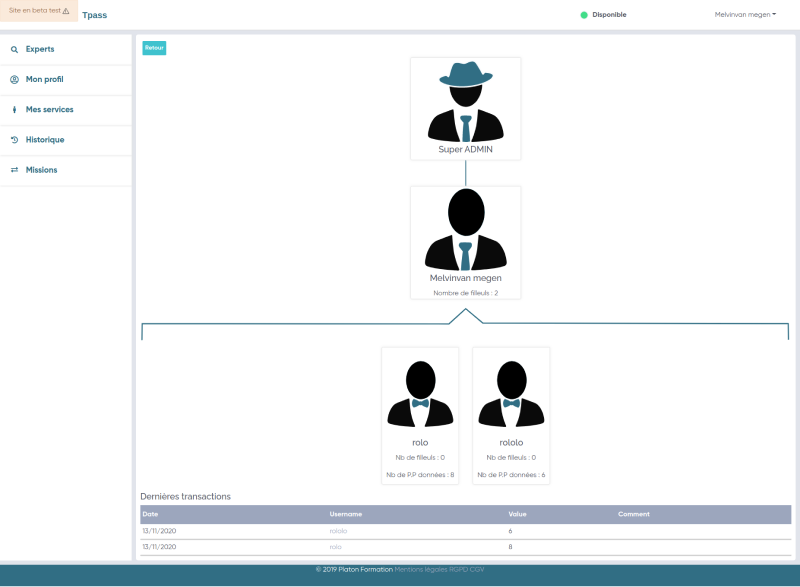 Site en beta test
Tpass
Disponible
Melvinvan megen
Experts
Mon profil
Mes services
Historique
Missions
Retour
Super ADMIN
Melvinvan megen
Nombre de filleuls : 2
rolo
Nb de filleuls : 0
Nb de P.P données : 8
rololo
Nb de filleuls : 0
Nb de P.P données : 6
Dernières transactions
Date Username Value Comment
13/11/2020 rololo 6
13/11/2020 rolo 8
© 2019 Platon Formation Mentions légales RGPD CGV